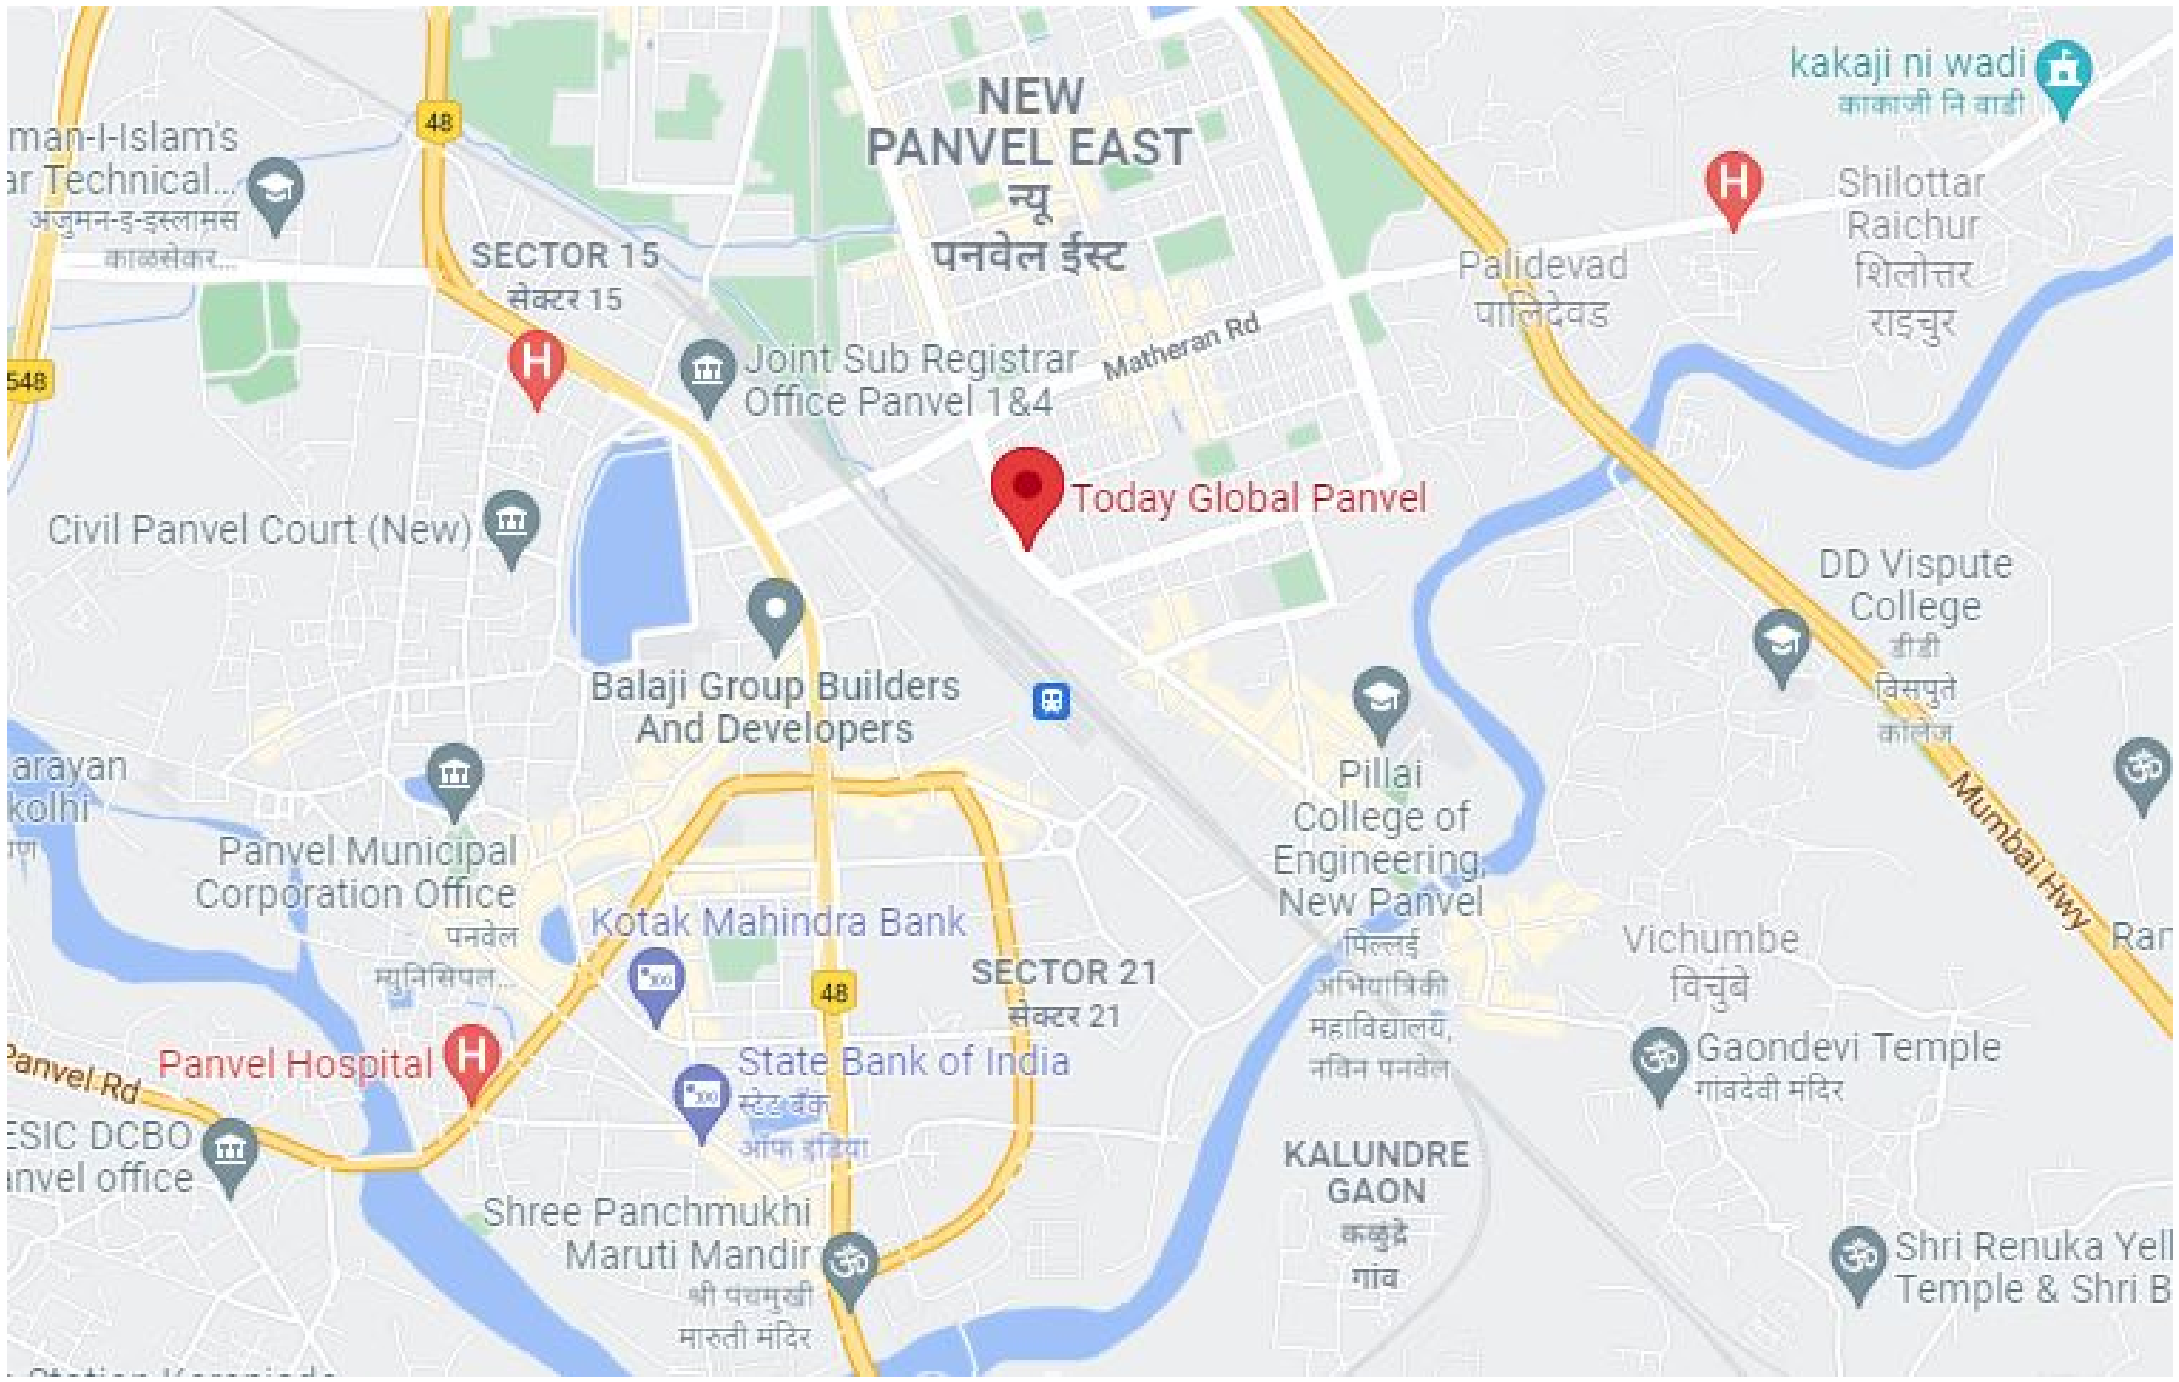 NEW
PANVEL EAST
न्यू
पनवेल ईस्ट
kakaji ni wadi
काकाजी नि वाडी
48
man-I-Islam's
ar Technical...
अंजुमन-इ-इस्लामस
काळसेकर...
Shilottar
Raichur
शिलोत्तर
राइचुर
SECTOR 15
सेक्टर 15
Palidevad
पालिदेवड
Matheran Rd
Joint Sub Registrar
Office Panvel 1&4
548
Today Global Panvel
Civil Panvel Court (New)
DD Vispute
College
डीडी
विसपुते
कॉलेज
Balaji Group Builders
And Developers
arayan
kolhi
Pillai
College of
Engineering,
New Panvel
पिल्लई
अभियांत्रिकी
महाविद्यालय,
नविन पनवेल
Mumbai Hwy
Panvel Municipal
Corporation Office
पनवेल
म्युनिसिपल...
Kotak Mahindra Bank
SECTOR 21
सेक्टर 21
48
Vichumbe
विचुंबे
Ran
Panvel Rd
Panvel Hospital
State Bank of India
स्टेट बँक
ऑफ इंडिया
Gaondevi Temple
गांवदेवी मंदिर
ESIC DCBO
anvel office
KALUNDRE
GAON
कळुंद्रे
गांव
Shree Panchmukhi
Maruti Mandir
श्री पंचमुखी
मारुती मंदिर
Shri Renuka Yell
Temple & Shri B